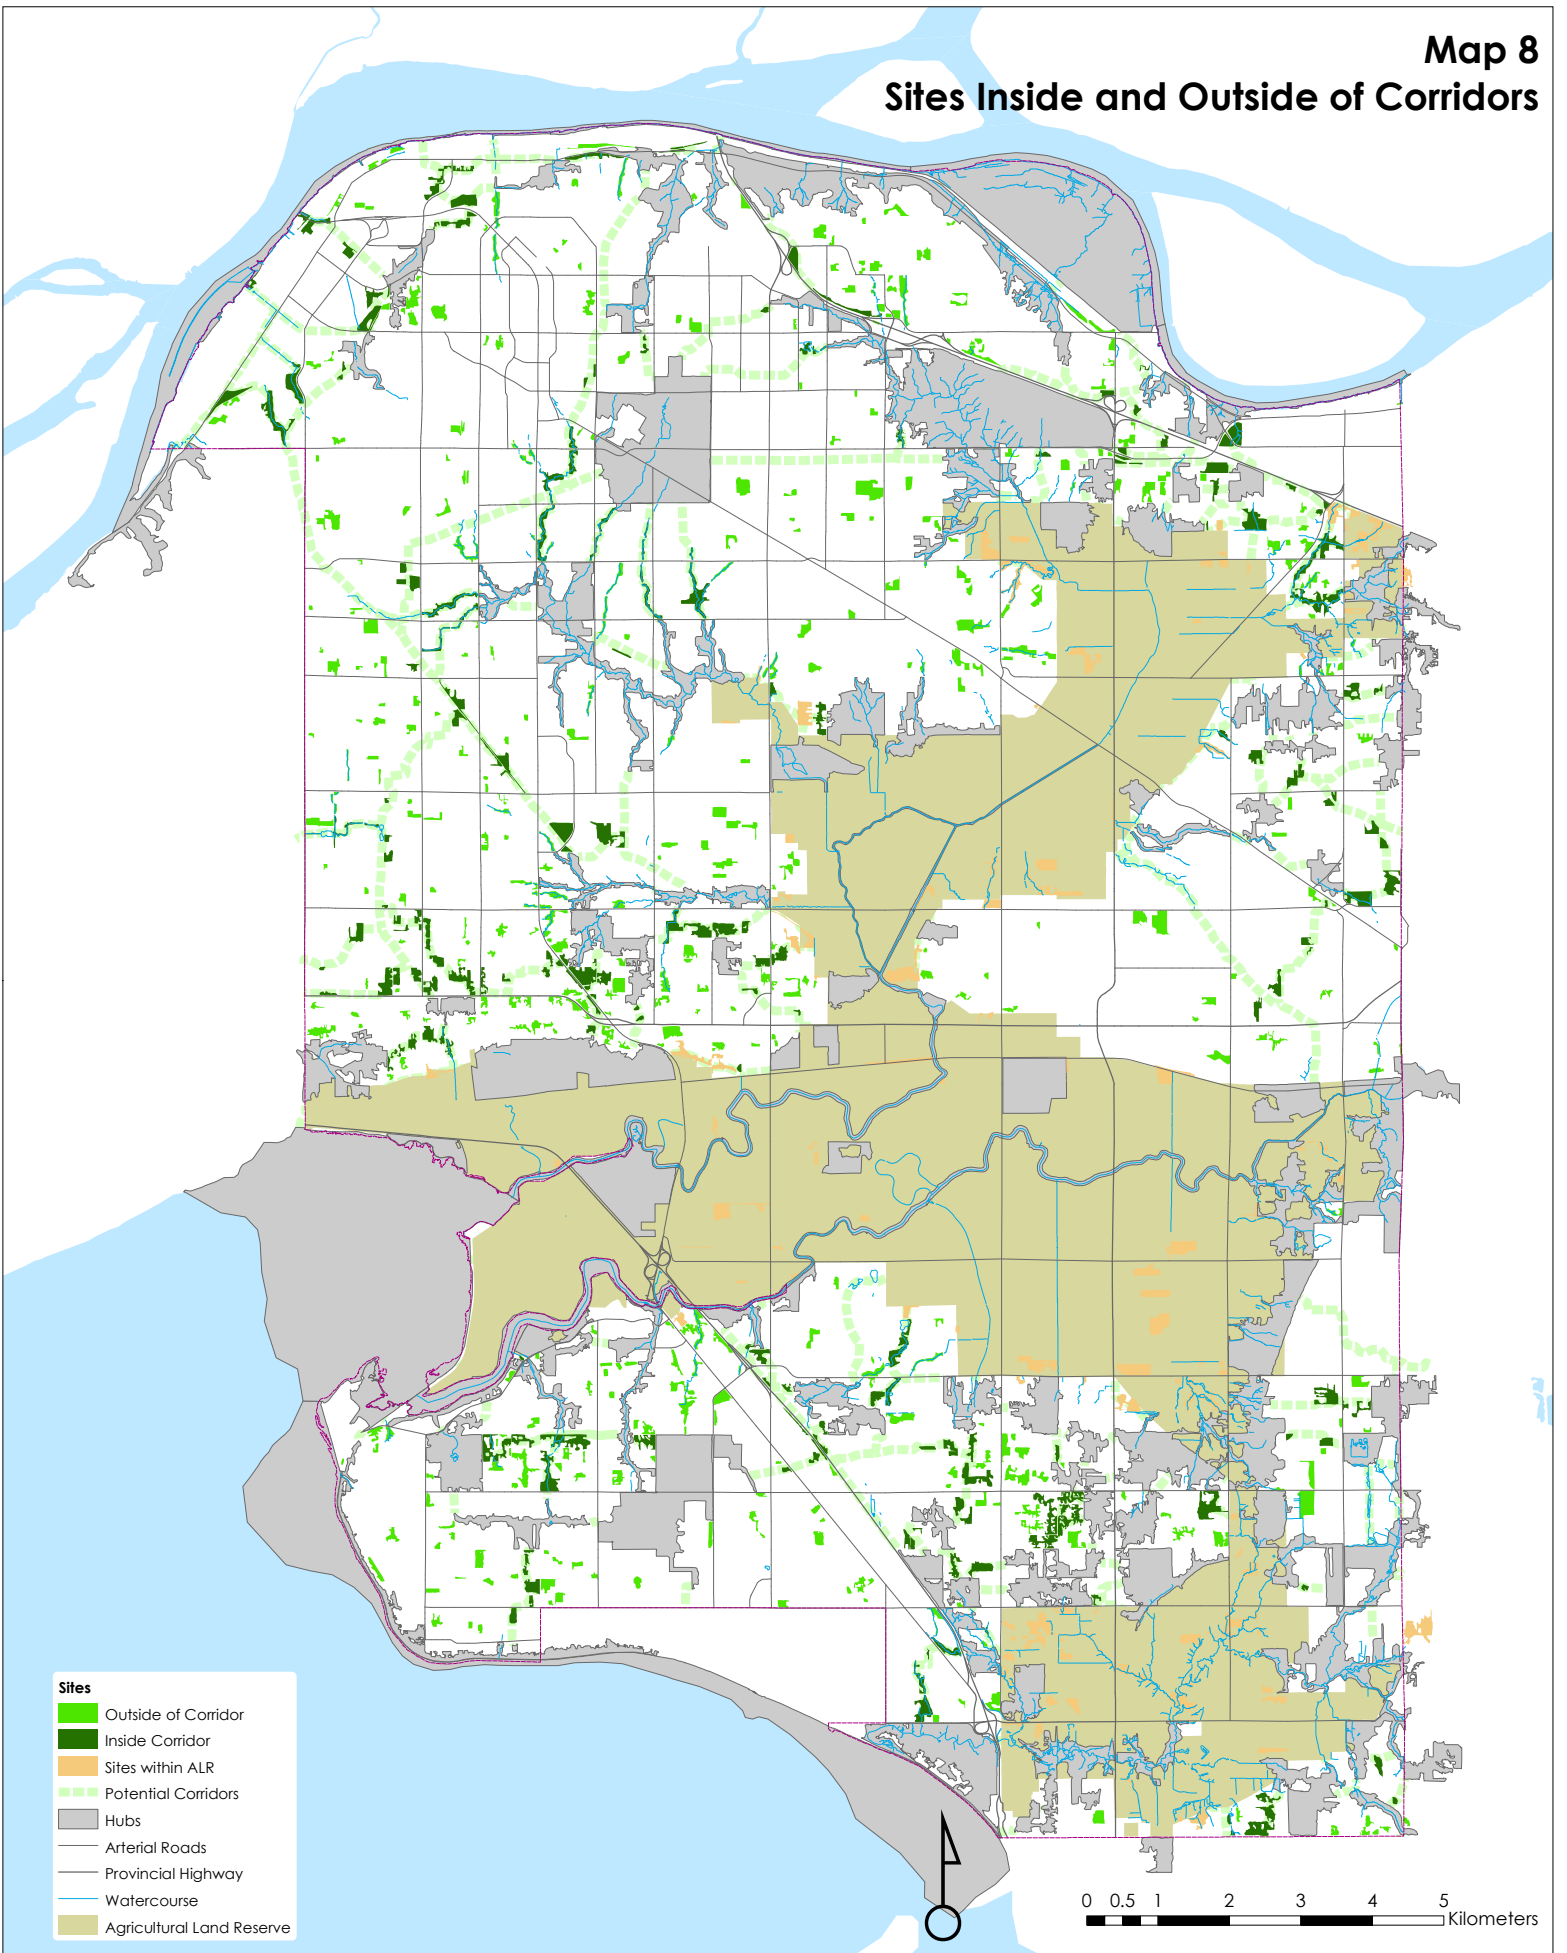 Map 8
Sites Inside and Outside of Corridors
Sites
Outside of Corridor
Inside Corridor
Sites within ALR
Potential Corridors
Hubs
Arterial Roads
Provincial Highway
Watercourse
Agricultural Land Reserve
0 0.5 1 2 3 4 5
Kilometers